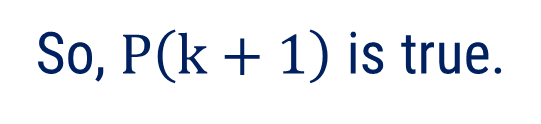 So, P(k + 1) is true.